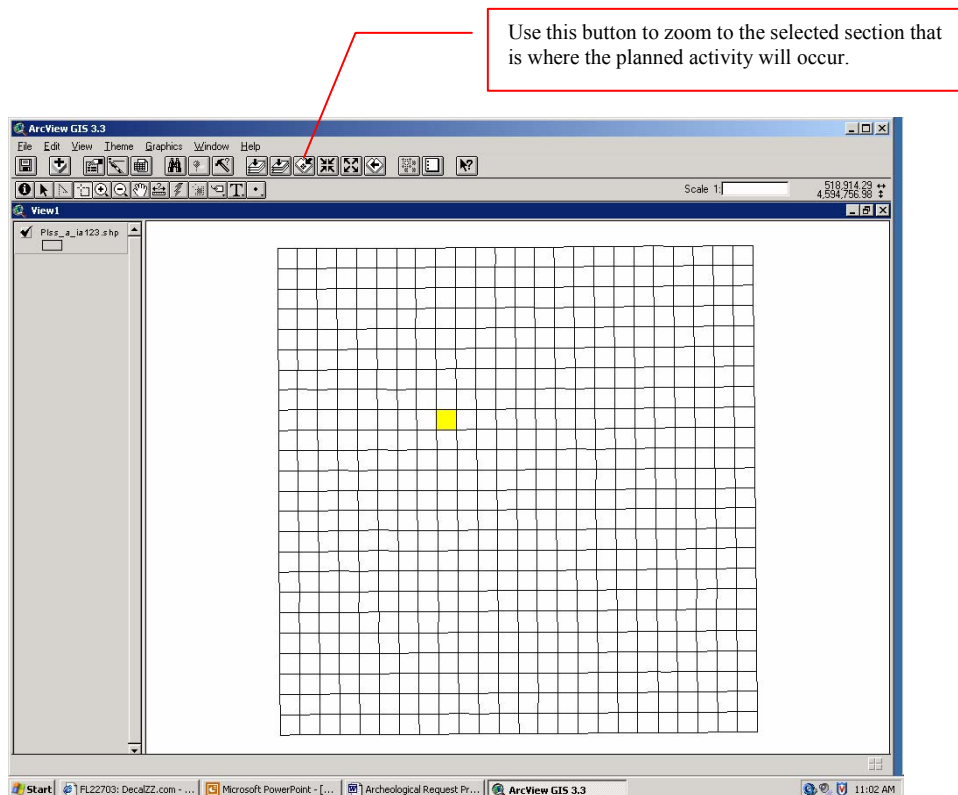 Use this button to zoom to the selected section that
is where the planned activity will occur.
ArcView GIS 3.3
File Edit View Theme Graphics Window Help
Scale 1:
518,914.29
4,594,756.98
View1
Plss_a_ia123.shp
Start FL22703: DecalZZ.com - ... Microsoft PowerPoint - [... Archeological Request Pr... ArcView GIS 3.3 11:02 AM